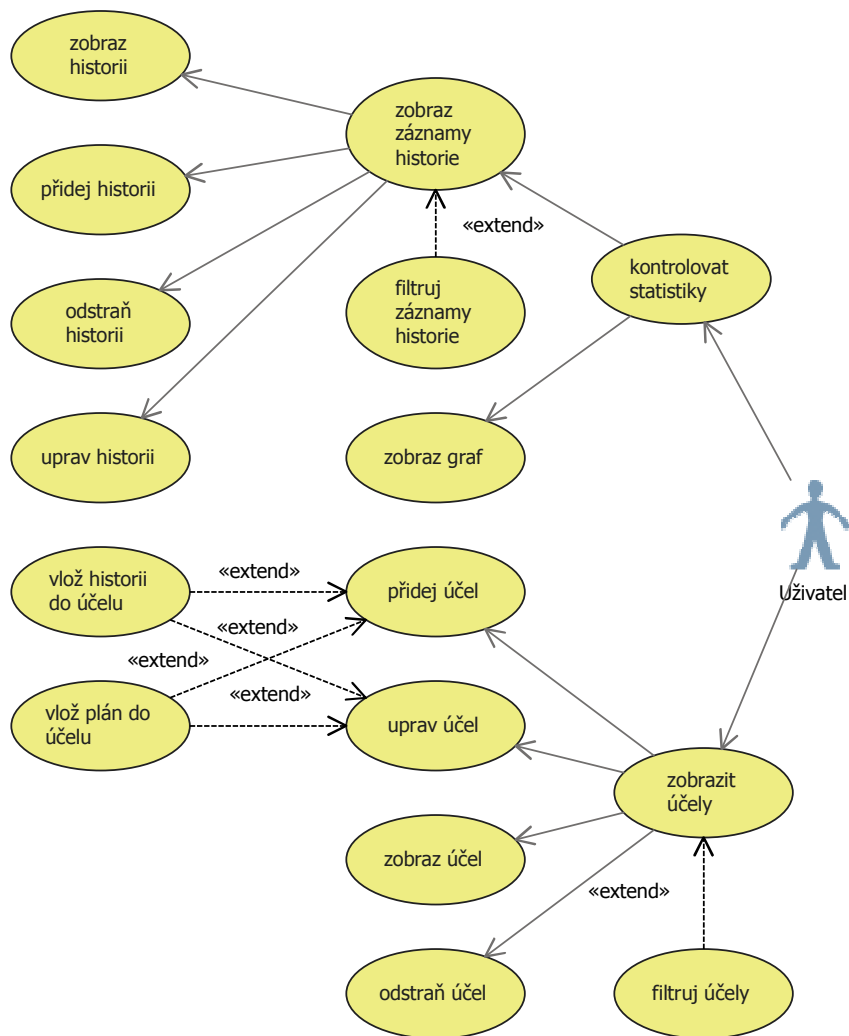 zobraz
historii
zobraz
záznamy
historie
přidej historii
«extend»
kontrolovat
statistiky
odstraň
historii
filtruj
záznamy
historie
uprav historii
zobraz graf
Uživatel
vlož historii
do účelu
«extend»
přidej účel
«extend»
«extend»
vlož plán do
účelu
«extend»
uprav účel
zobrazit
účely
zobraz účel
«extend»
odstraň účel
filtruj účely